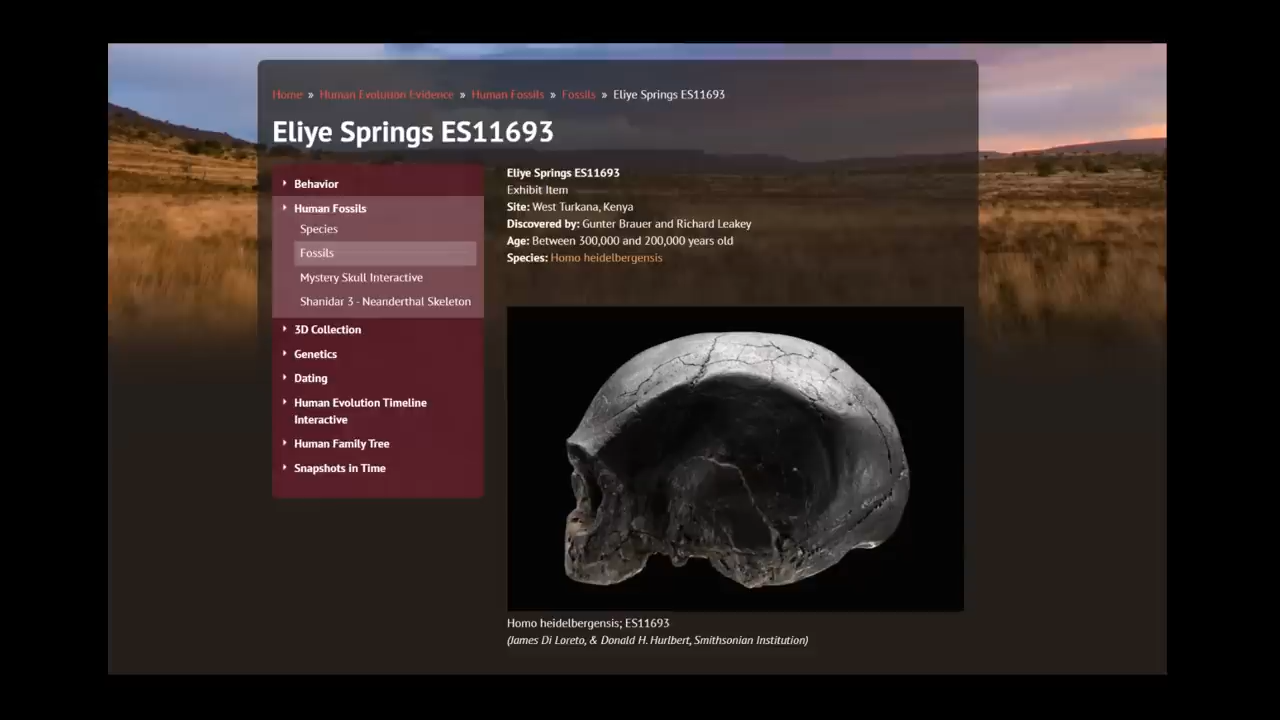 Home » Human Evolution Evidence » Human Fossils » Fossils » Eliye Springs ES11693
Eliye Springs ES11693
Behavior
Human Fossils
Species
Fossils
Mystery Skull Interactive
Shanidar 3 - Neanderthal Skeleton
3D Collection
Genetics
Dating
Human Evolution Timeline
Interactive
Human Family Tree
Snapshots in Time
Eliye Springs ES11693
Exhibit Item
Site: West Turkana, Kenya
Discovered by: Gunter Brauer and Richard Leakey
Age: Between 300,000 and 200,000 years old
Species: Homo heidelbergensis
Homo heidelbergensis; ES11693
(James Di Loreto, & Donald H. Hurlbert, Smithsonian Institution)